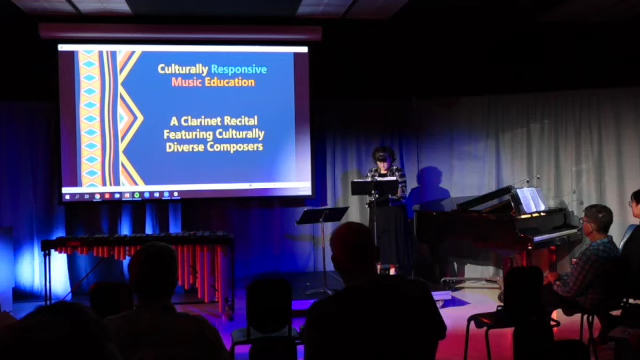 Culturally Responsive
Music Education
A Clarinet Recital
Featuring Culturally
Diverse Composers